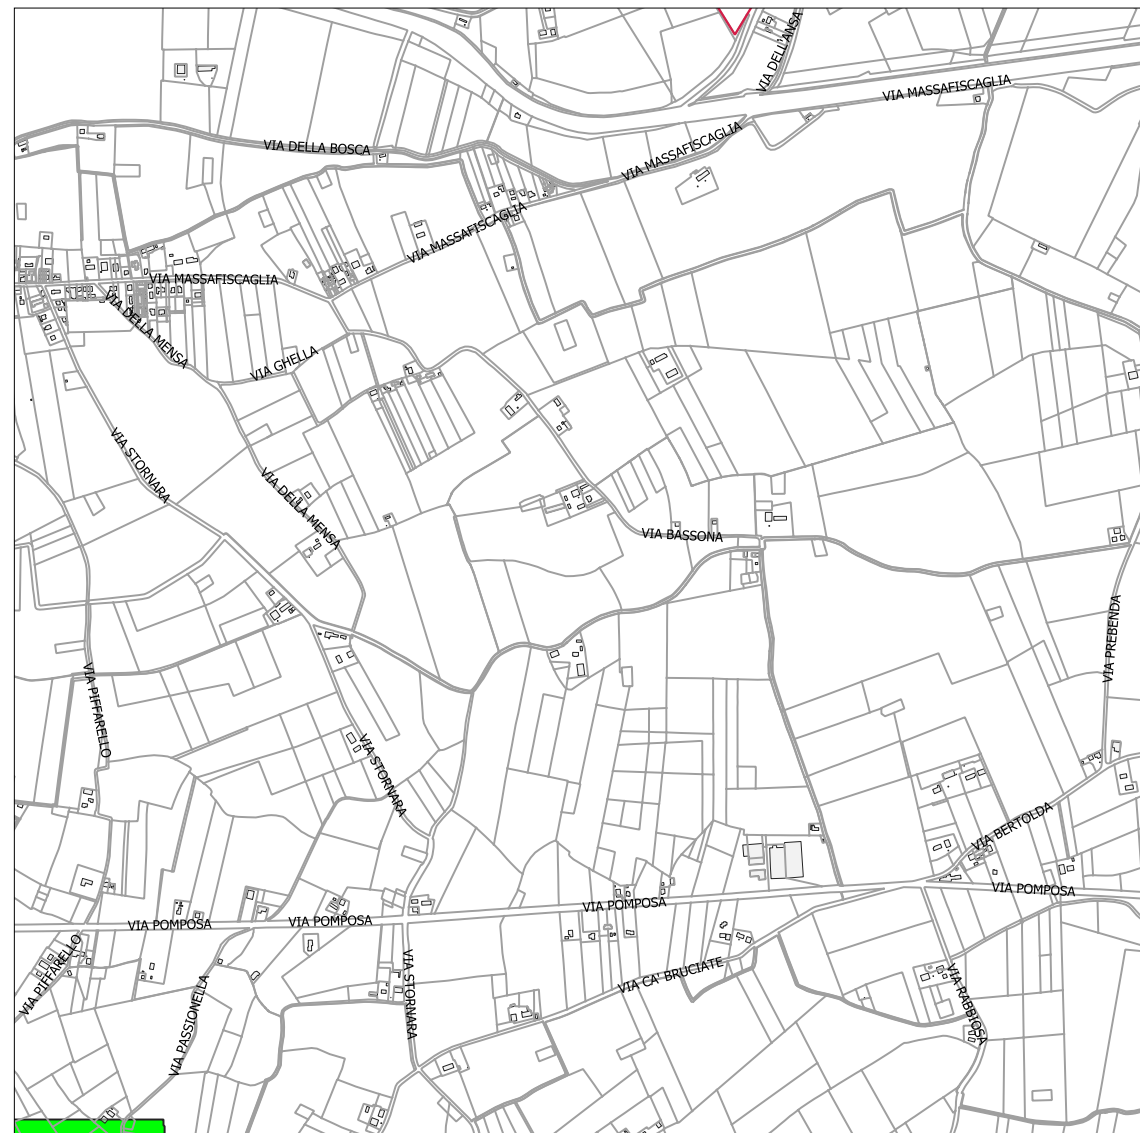 VIA DELL'ANSA
VIA MASSAFISCAGLIA
VIA MASSAFISCAGLIA
VIA DELLA BOSCA
VIA MASSAFISCAGLIA
VIA MASSAFISCAGLIA
VIA DELLA MENSA
VIA GHELLA
VIA STORNARA
VIA DELLA MENSA
VIA BASSONA
VIA PREBENDA
VIA PIFFARELLO
VIA STORNARA
VIA BERTOLDA
VIA POMPOSA
VIA POMPOSA
VIA POMPOSA
VIA POMPOSA
VIA PIFFARELLO
VIA STORNARA
VIA CA' BRUCIATE
VIA RABBIOSA
VIA PASSIONELLA